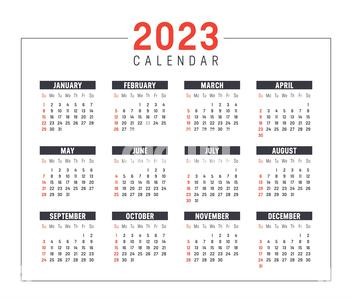 2023
CALENDAR
JANUARY
Su Mo Tu We Th Fr Sa
1 2 3 4 5 6 7
8 9 10 11 12 13 14
15 16 17 18 19 20 21
22 23 24 25 26 27 28
29 30 31
FEBRUARY
Su Mo Tu We Th Fr Sa
1 2 3 4
5 6 7 8 9 10 11
12 13 14 15 16 17 18
19 20 21 22 23 24 25
26 27 28
MARCH
Su Mo Tu We Th Fr Sa
1 2 3 4
5 6 7 8 9 10 11
12 13 14 15 16 17 18
19 20 21 22 23 24 25
26 27 28 29 30 31
APRIL
Su Mo Tu We Th Fr Sa
1
2 3 4 5 6 7 8
9 10 11 12 13 14 15
16 17 18 19 20 21 22
23 24 25 26 27 28 29
30
MAY
Su Mo Tu We Th Fr Sa
1 2 3 4 5 6
7 8 9 10 11 12 13
14 15 16 17 18 19 20
21 22 23 24 25 26 27
28 29 30 31
JUNE
Su Mo Tu We Th Fr Sa
1 2 3
4 5 6 7 8 9 10
11 12 13 14 15 16 17
18 19 20 21 22 23 24
25 26 27 28 29 30
JULY
Su Mo Tu We Th Fr Sa
1
2 3 4 5 6 7 8
9 10 11 12 13 14 15
16 17 18 19 20 21 22
23 24 25 26 27 28 29
30 31
AUGUST
Su Mo Tu We Th Fr Sa
1 2 3 4 5
6 7 8 9 10 11 12
13 14 15 16 17 18 19
20 21 22 23 24 25 26
27 28 29 30 31
SEPTEMBER
Su Mo Tu We Th Fr Sa
1 2
3 4 5 6 7 8 9
10 11 12 13 14 15 16
17 18 19 20 21 22 23
24 25 26 27 28 29 30
OCTOBER
Su Mo Tu We Th Fr Sa
1 2 3 4 5 6 7
8 9 10 11 12 13 14
15 16 17 18 19 20 21
22 23 24 25 26 27 28
29 30 31
NOVEMBER
Su Mo Tu We Th Fr Sa
1 2 3 4
5 6 7 8 9 10 11
12 13 14 15 16 17 18
19 20 21 22 23 24 25
26 27 28 29 30
DECEMBER
Su Mo Tu We Th Fr Sa
1 2
3 4 5 6 7 8 9
10 11 12 13 14 15 16
17 18 19 20 21 22 23
24 25 26 27 28 29 30
31